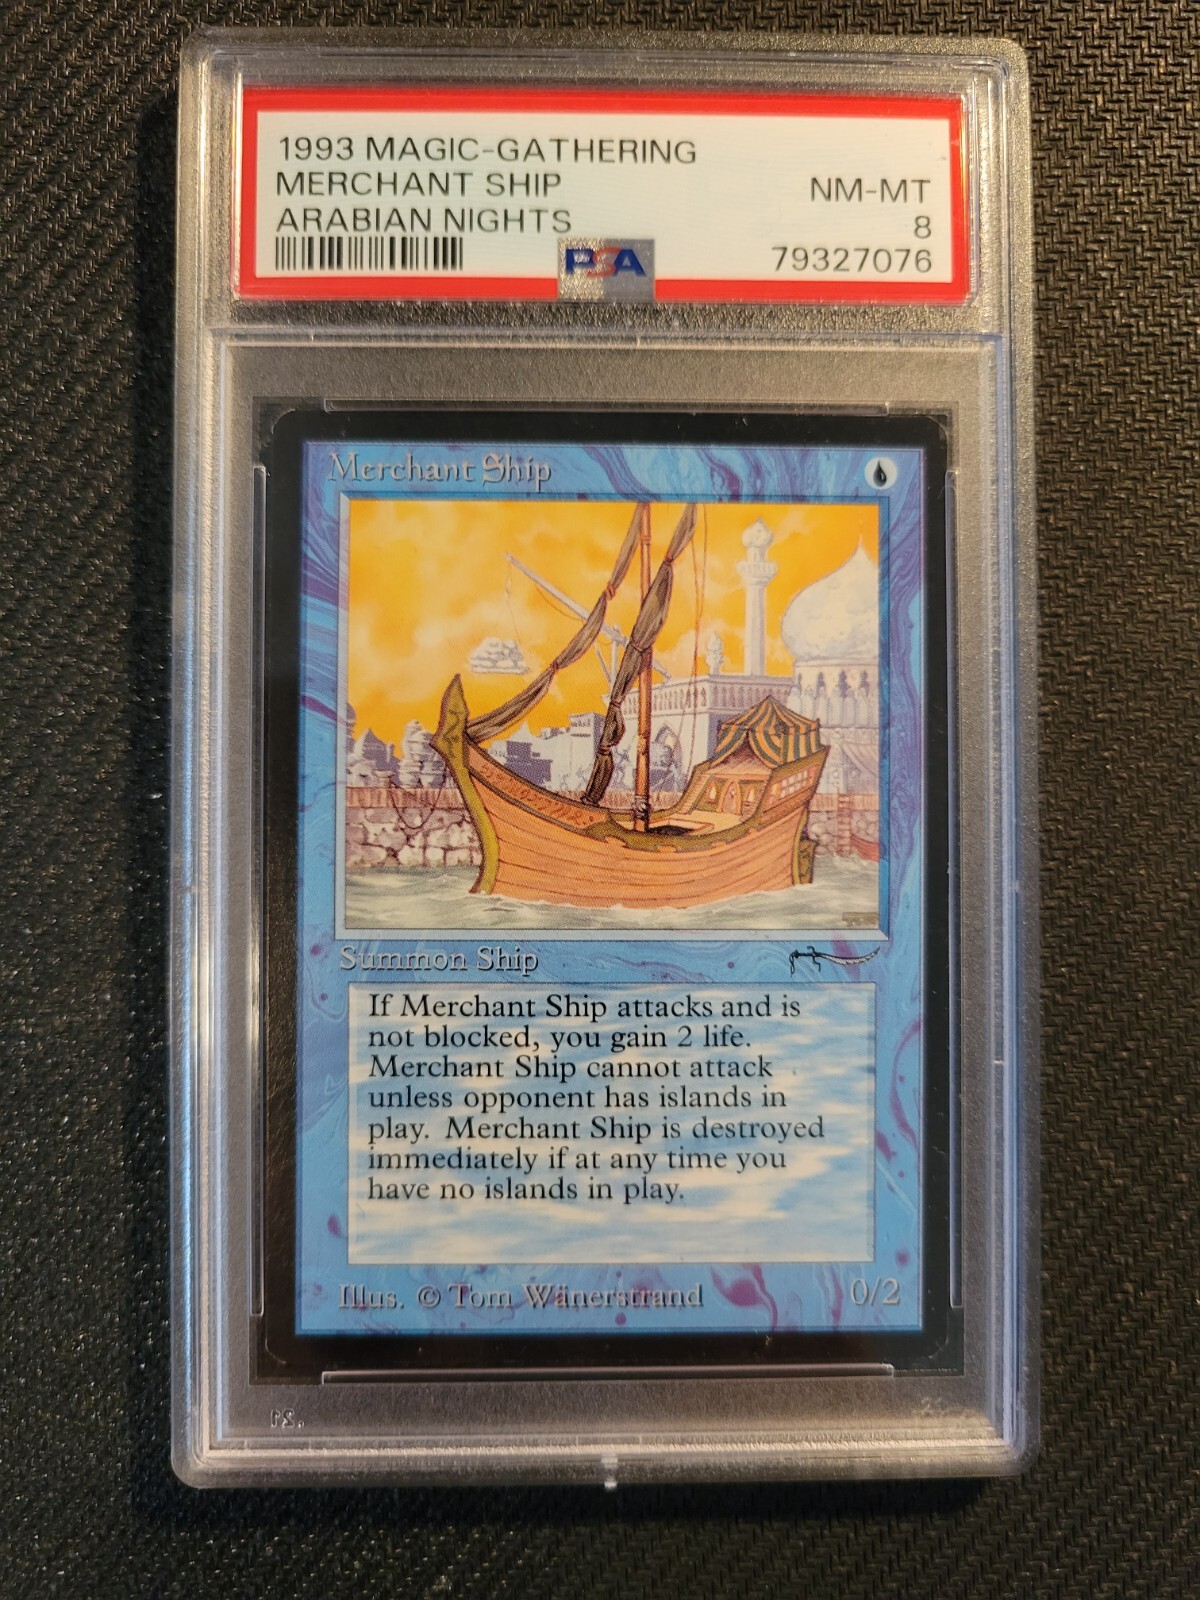 1993 MAGIC-GATHERING
MERCHANT SHIP NM-MT
ARABIAN NIGHTS 8
PSA 79327076
Merchant Ship
Summon Ship
If Merchant Ship attacks and is
not blocked, you gain 2 life.
Merchant Ship cannot attack
unless opponent has islands in
play. Merchant Ship is destroyed
immediately if at any time you
have no islands in play.
Illus. © Tom Wänerstrand 0/2